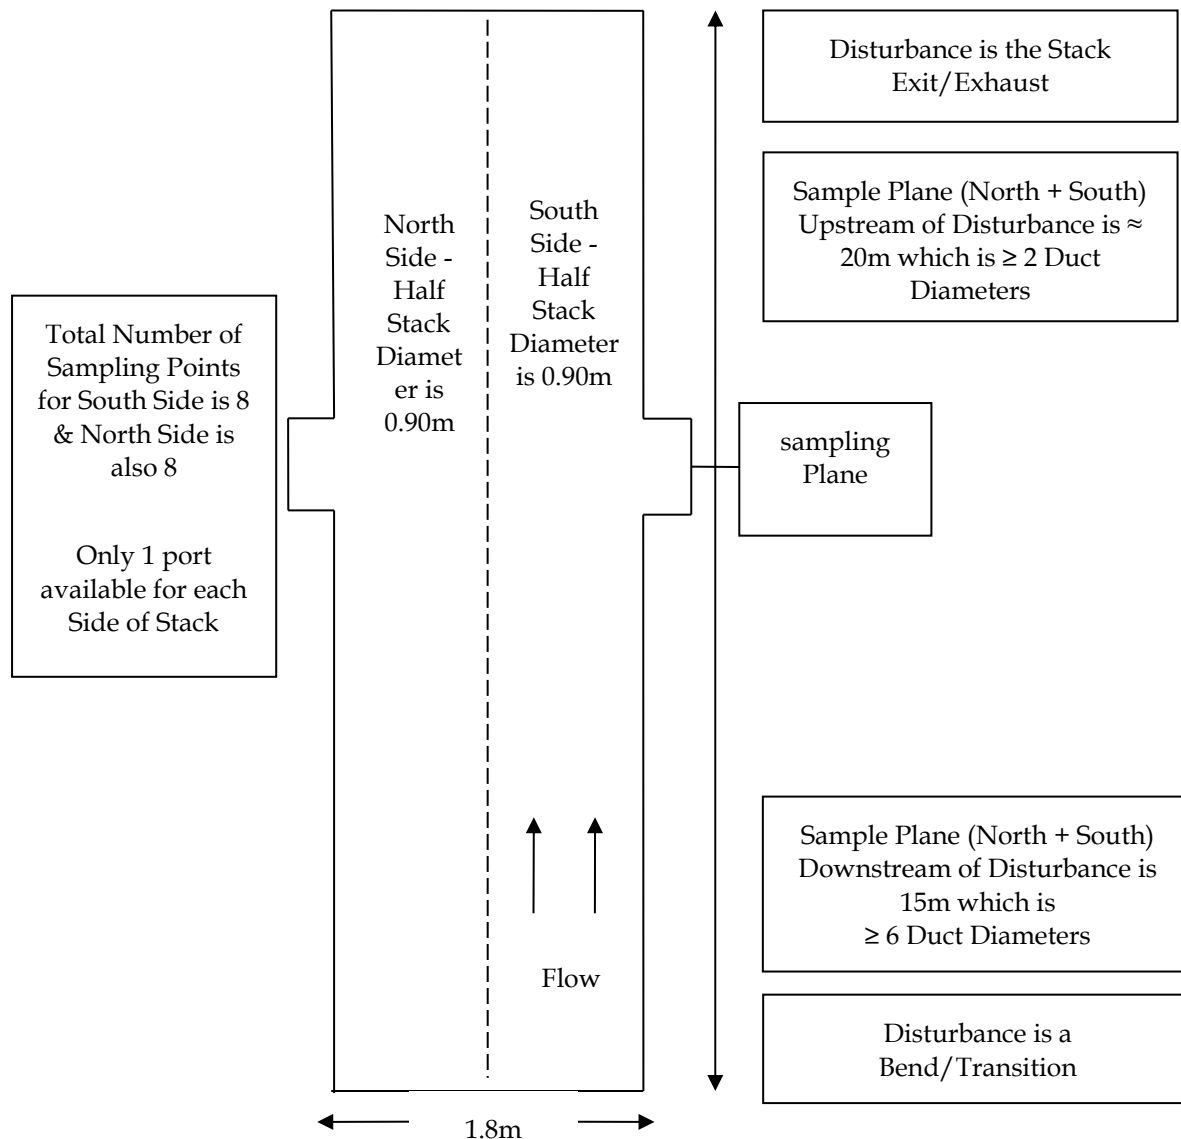 Disturbance is the Stack
Exit/Exhaust
Sample Plane (North + South)
Upstream of Disturbance is ≈
20m which is ≥ 2 Duct
Diameters
North
Side -
Half
Stack
Diamet
er is
0.90m
South
Side -
Half
Stack
Diameter
is 0.90m
Total Number of
Sampling Points
for South Side is 8
& North Side is
also 8
Only 1 port
available for each
Side of Stack
sampling
Plane
Sample Plane (North + South)
Downstream of Disturbance is
15m which is
≥ 6 Duct Diameters
Flow
Disturbance is a
Bend/Transition
1.8m